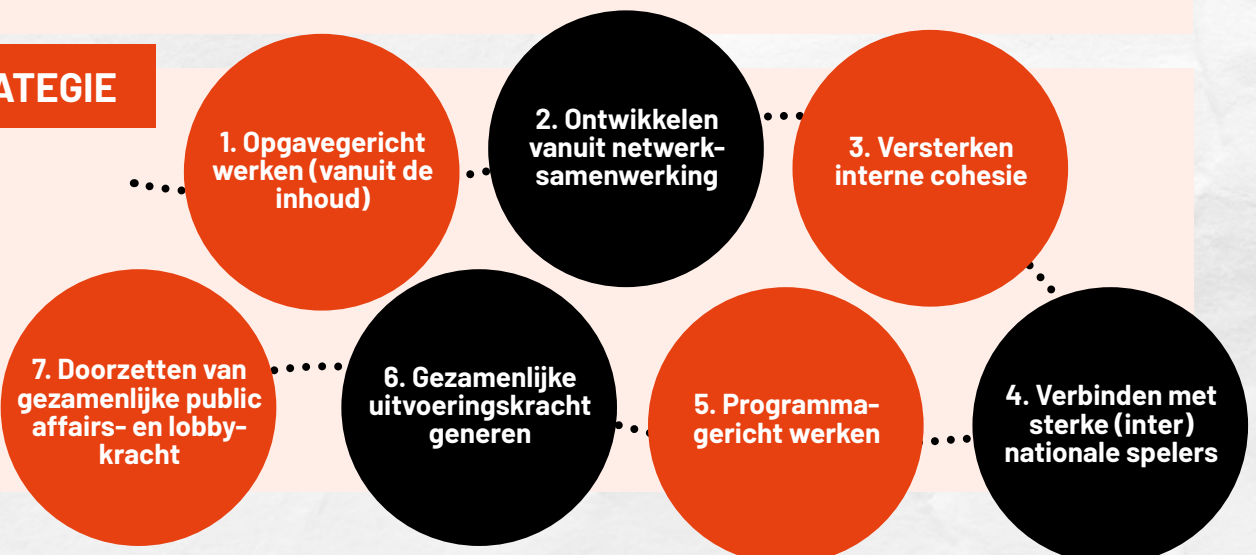 ATEGIE
1. Opgavegericht
werken (vanuit de
inhoud)
2. Ontwikkelen
vanuit netwerk-
samenwerking
3. Versterken
interne cohesie
4. Verbinden met
sterke (inter)
nationale spelers
5. Programma-
gericht werken
6. Gezamenlijke
uitvoeringskracht
generen
7. Doorzetten van
gezamenlijke public
affairs- en lobby-
kracht